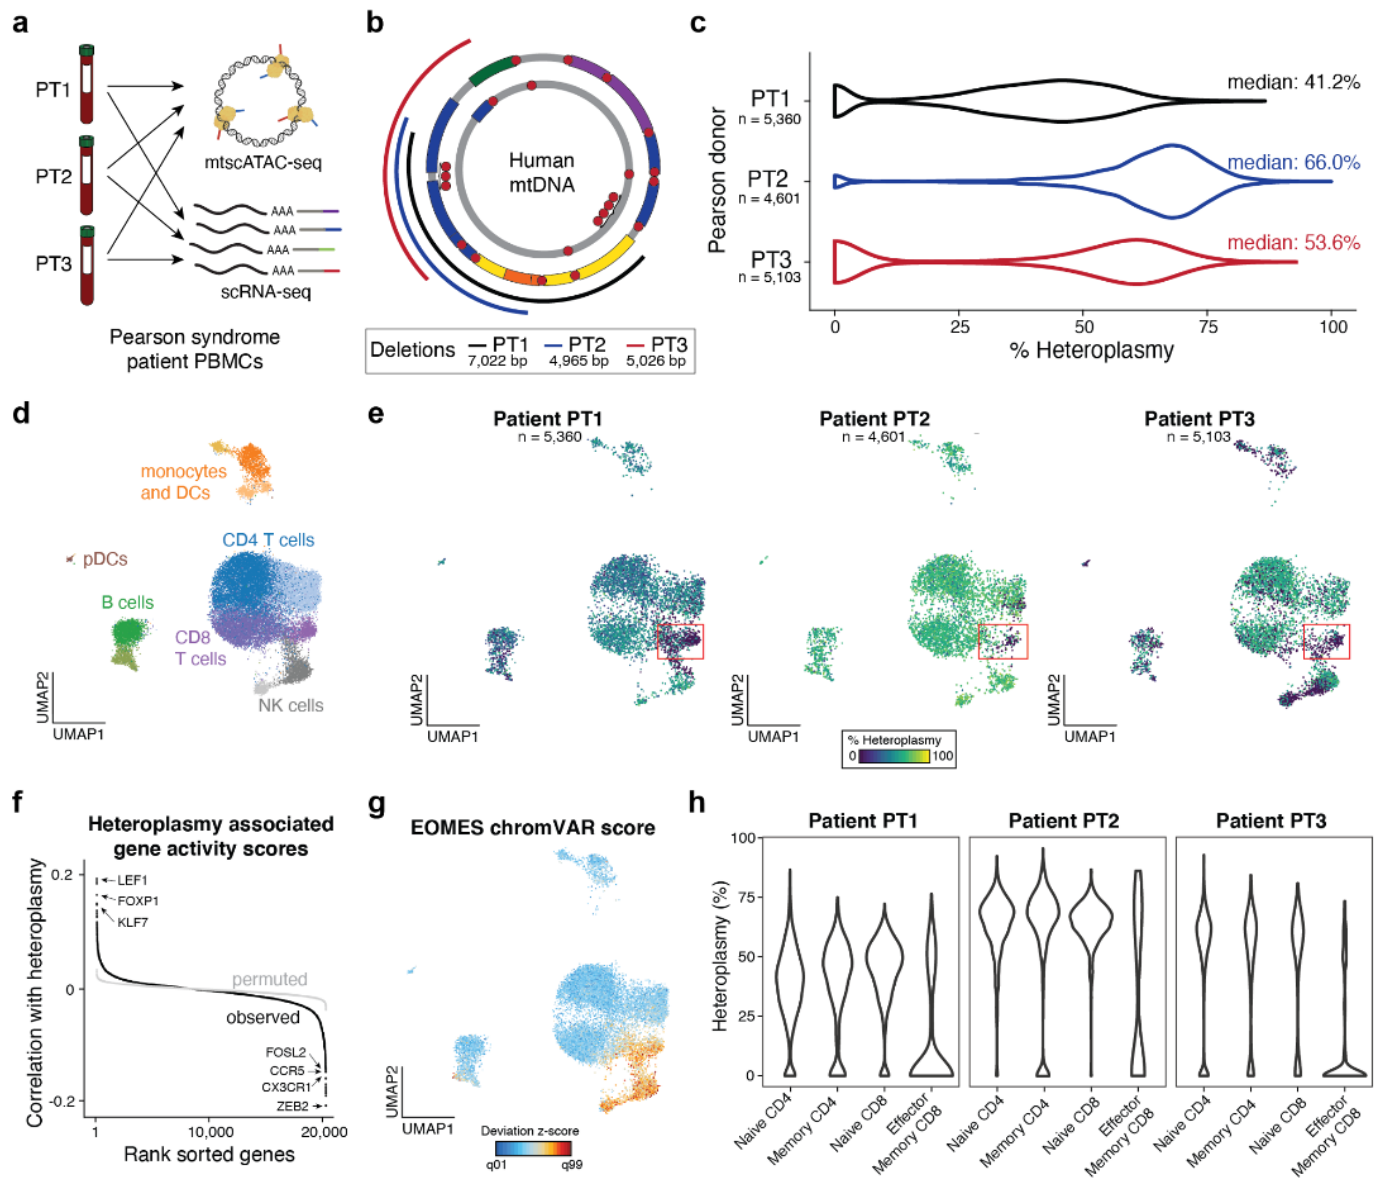 a
PT1
PT2
PT3
mtscATAC-seq
AAA
AAA
AAA
AAA
scRNA-seq
Pearson syndrome
patient PBMCs
b
Human
mtDNA
Deletions
PT1
7,022 bp
PT2
4,965 bp
PT3
5,026 bp
c
Pearson donor
PT1
n = 5,360
median: 41.2%
PT2
n = 4,601
median: 66.0%
PT3
n = 5,103
median: 53.6%
0 25 50 75 100
% Heteroplasmy
d
monocytes
and DCs
CD4 T cells
pDCs
B cells
CD8
T cells
NK cells
UMAP2
UMAP1
e
Patient PT1
n = 5,360
UMAP2
UMAP1
Patient PT2
n = 4,601
UMAP2
UMAP1
Patient PT3
n = 5,103
UMAP2
UMAP1
% Heteroplasmy
0 100
f
Heteroplasmy associated
gene activity scores
Correlation with heteroplasmy
0.2
0
-0.2
LEF1
FOXP1
KLF7
permuted
observed
FOSL2
CCR5
CX3CR1
ZEB2
1 10,000 20,000
Rank sorted genes
g
EOMES chromVAR score
UMAP2
UMAP1
Deviation z-score
q01 q99
h
Patient PT1
Patient PT2
Patient PT3
Heteroplasmy (%)
100
75
50
25
0
Naive CD4
Memory CD4
Naive CD8
Effector
Memory CD8
Naive CD4
Memory CD4
Naive CD8
Effector
Memory CD8
Naive CD4
Memory CD4
Naive CD8
Effector
Memory CD8